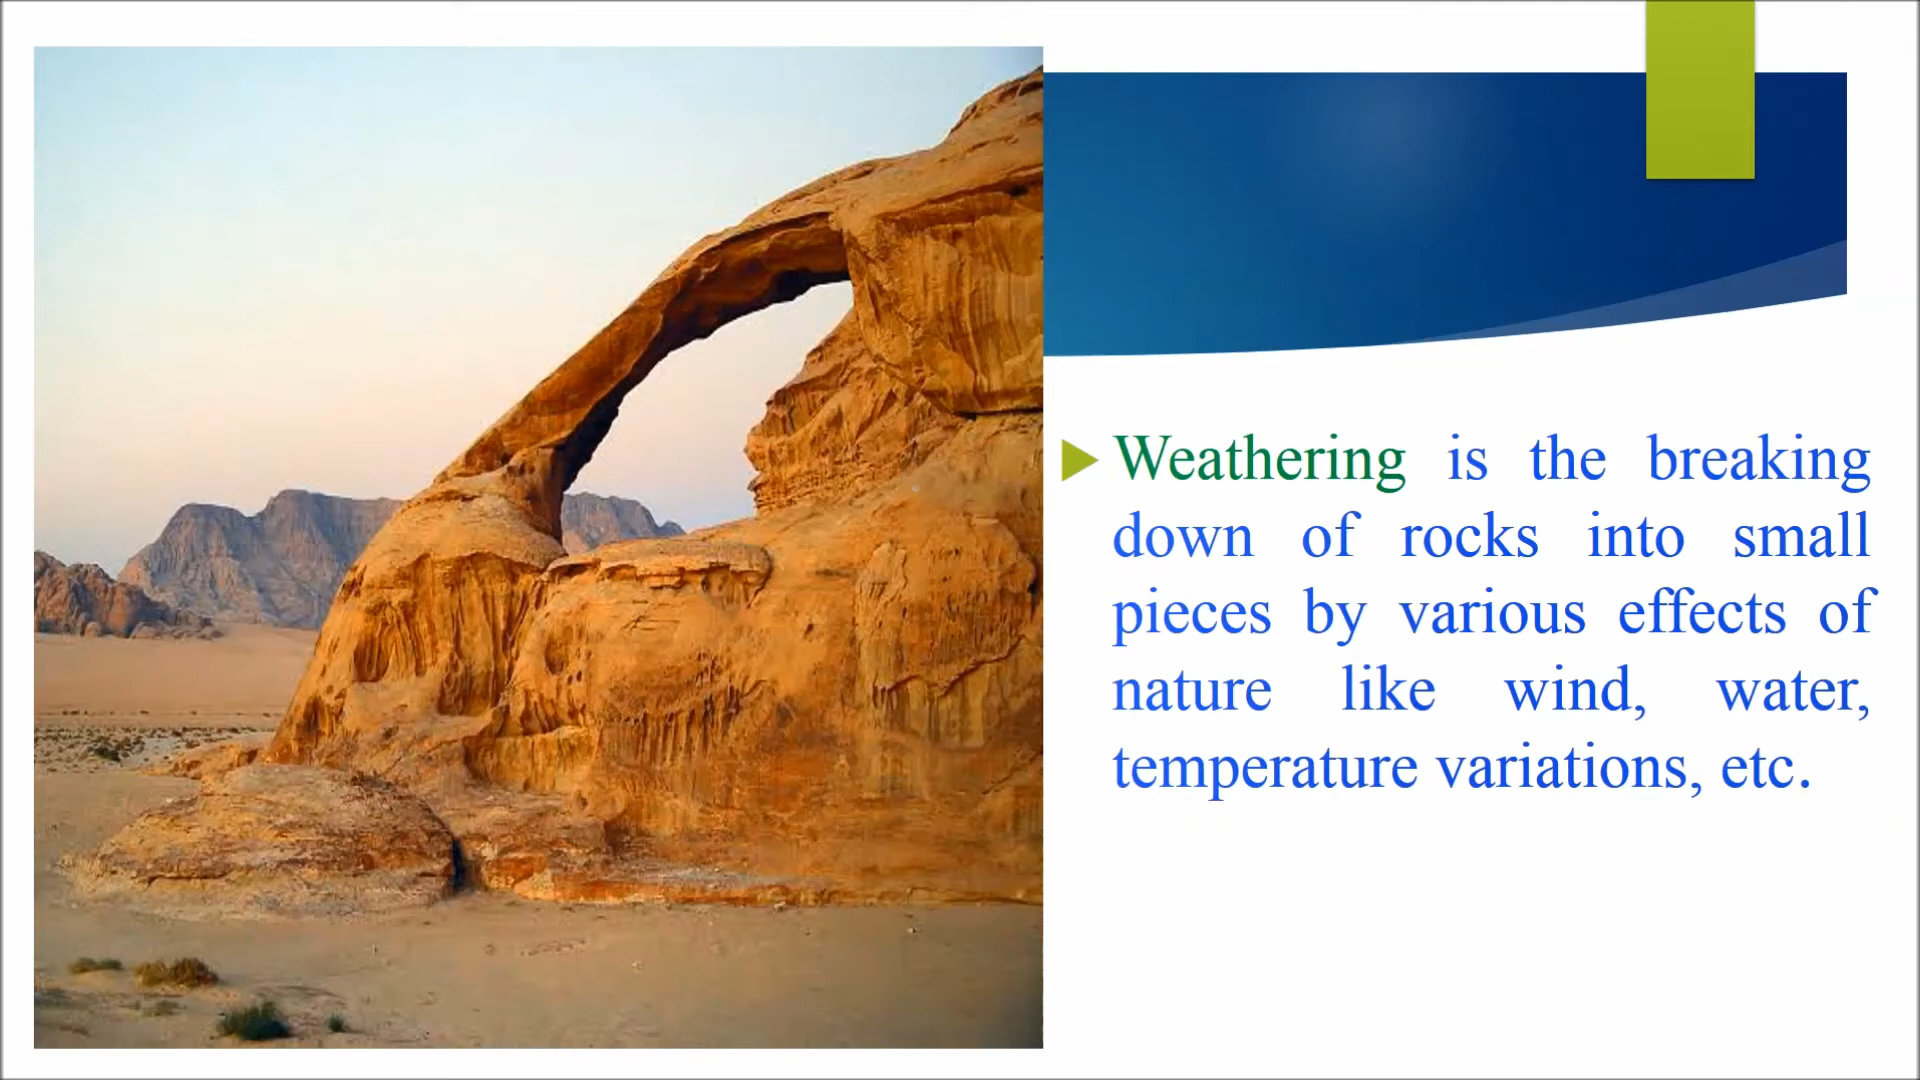 Weathering is the breaking
down of rocks into small
pieces by various effects of
nature like wind, water,
temperature variations, etc.